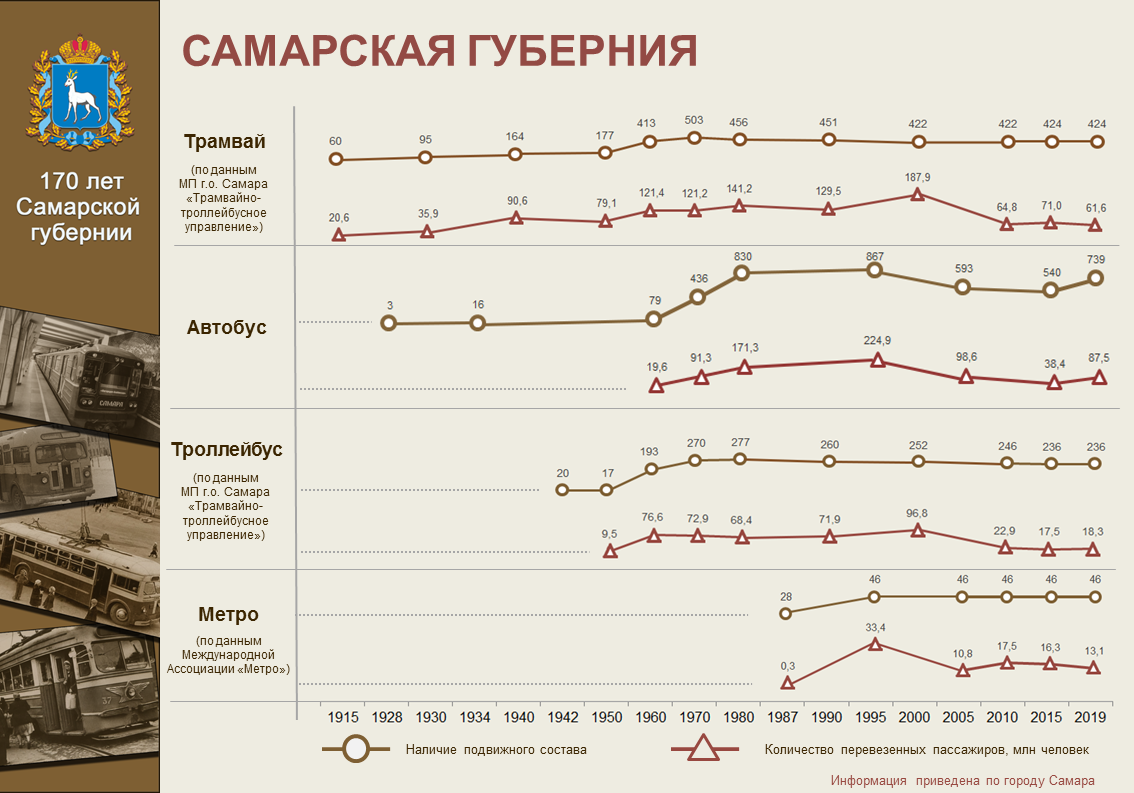 САМАРСКАЯ ГУБЕРНИЯ
170 лет
Самарской
губернии
Трамвай
(по данным
МП г.о. Самара
«Трамвайно-
троллейбусное
управление»)
60 95 164 177 413 503 456 451 422 422 424 424
20,6 35,9 90,6 79,1 121,4 121,2 141,2 129,5 187,9 64,8 71,0 61,6
Автобус
3 16 79 436 830 867 593 540 739
19,6 91,3 171,3 224,9 98,6 38,4 87,5
Троллейбус
(по данным
МП г.о. Самара
«Трамвайно-
троллейбусное
управление»)
20 17 193 270 277 260 252 246 236 236
9,5 76,6 72,9 68,4 71,9 96,8 22,9 17,5 18,3
Метро
(по данным
Международной
Ассоциации «Метро»)
28 46 46 46 46 46
0,3 33,4 10,8 17,5 16,3 13,1
1915 1928 1930 1934 1940 1942 1950 1960 1970 1980 1987 1990 1995 2000 2005 2010 2015 2019
Наличие подвижного состава
Количество перевезенных пассажиров, млн человек
Информация приведена по городу Самара
САМАРА
37